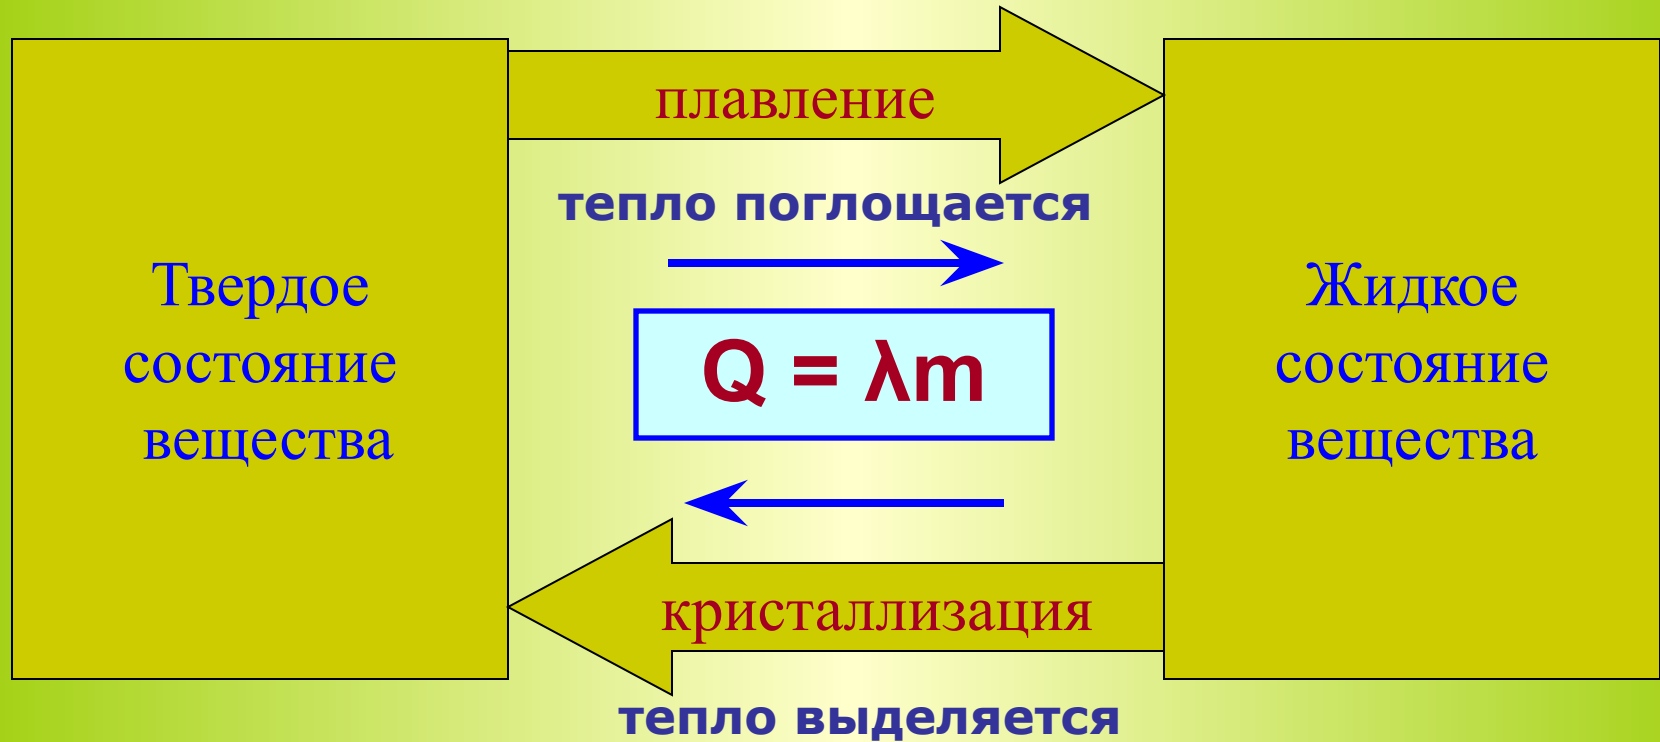 плавление
тепло поглощается
Твердое
состояние
вещества
Q = λm
Жидкое
состояние
вещества
кристаллизация
тепло выделяется